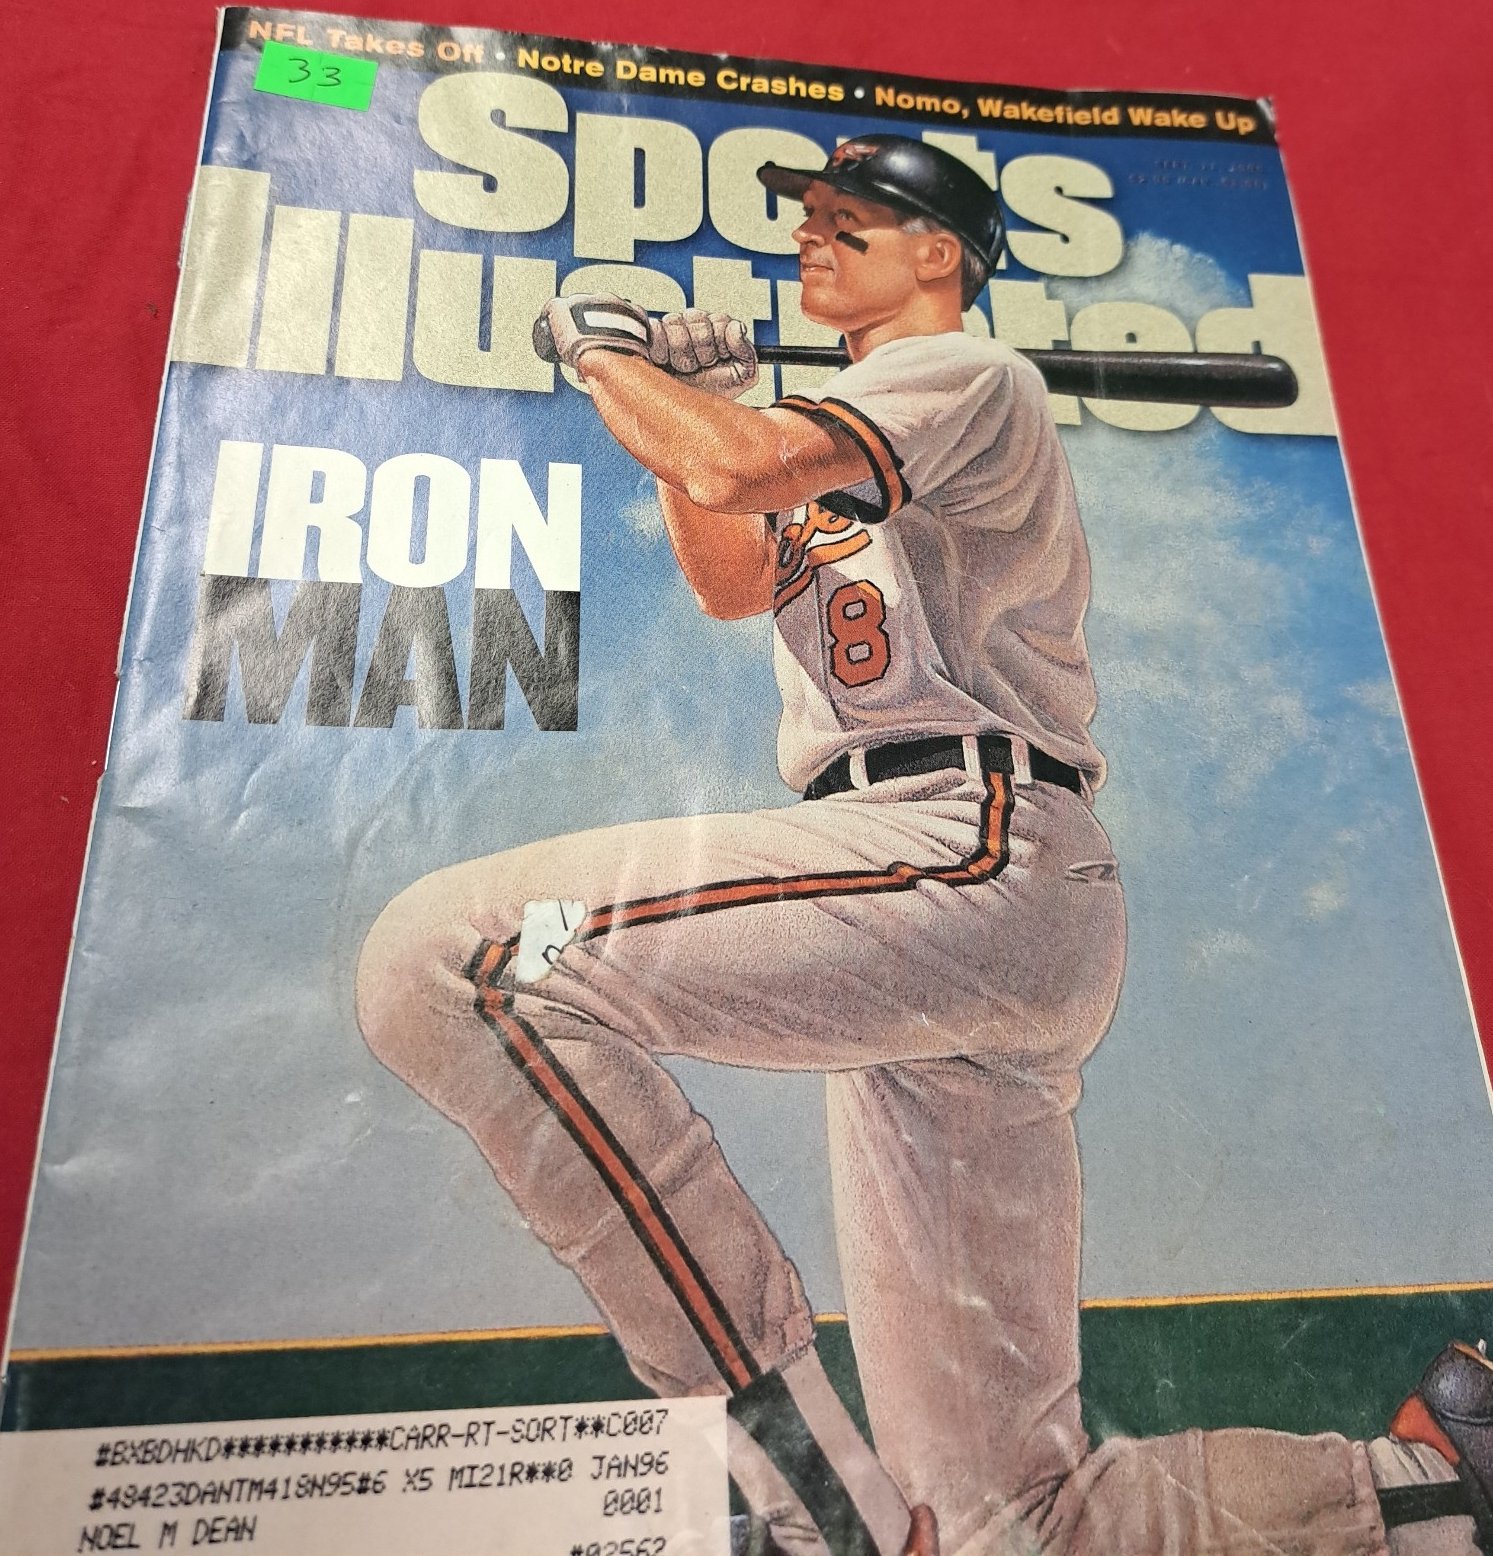 NFL Takes Off • Notre Dame Crashes • Nomo, Wakefield Wake Up
33
Sports
Illustrated
IRON
MAN
8
#BXBDHKD***********CARR-RT-SORT**C007
#48423DANTM418N95#6 X5 MI21R**0 JAN96
0001
NOEL M DEAN
#02562